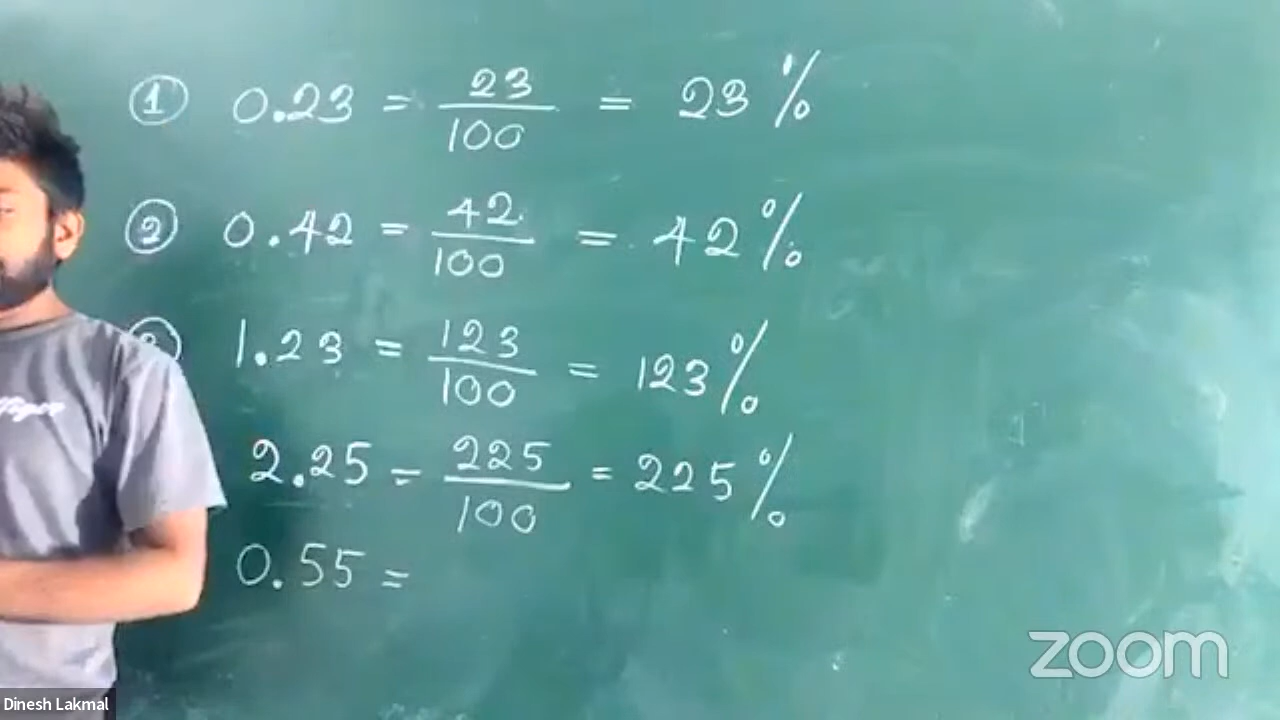 ① 0.23 = 23/100 = 23 %
② 0.42 = 42/100 = 42 %
1.23 = 123/100 = 123 %
2.25 = 225/100 = 225 %
0.55 =
zoom
Dinesh Lakmal